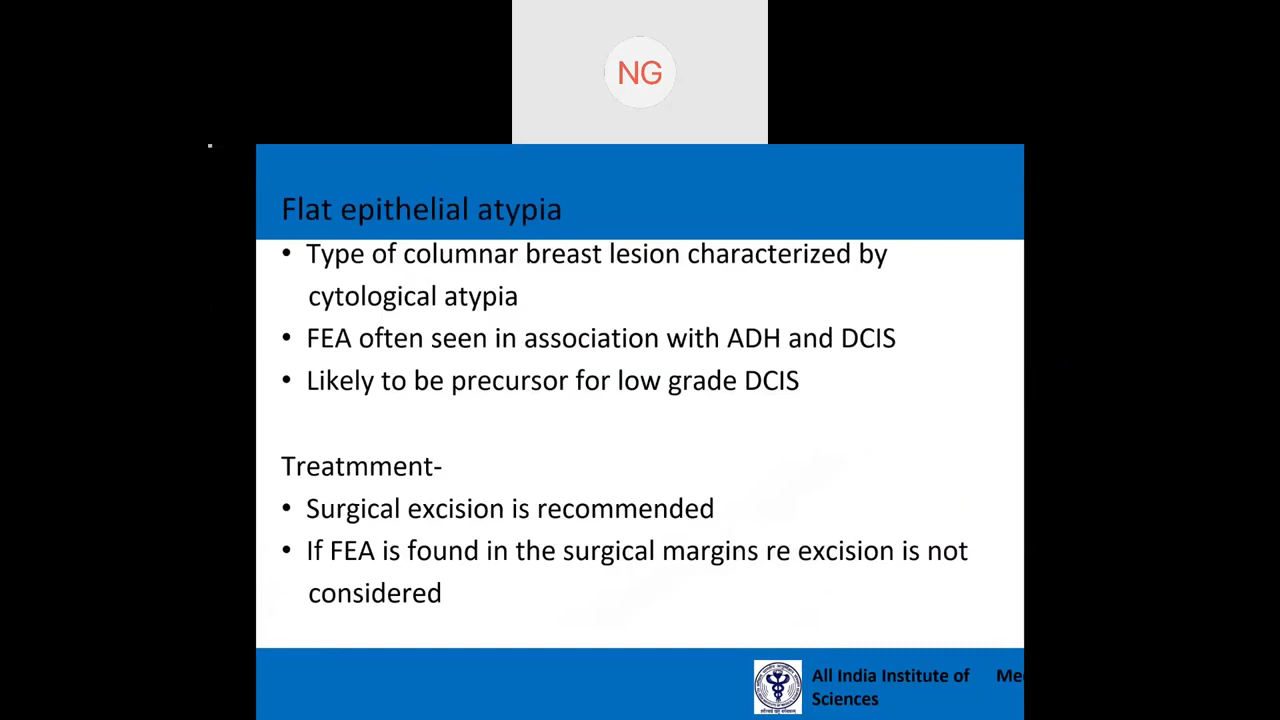 NG
Flat epithelial atypia
• Type of columnar breast lesion characterized by
cytological atypia
• FEA often seen in association with ADH and DCIS
• Likely to be precursor for low grade DCIS
Treatmment-
• Surgical excision is recommended
• If FEA is found in the surgical margins re excision is not
considered
All India Institute of Me
Sciences